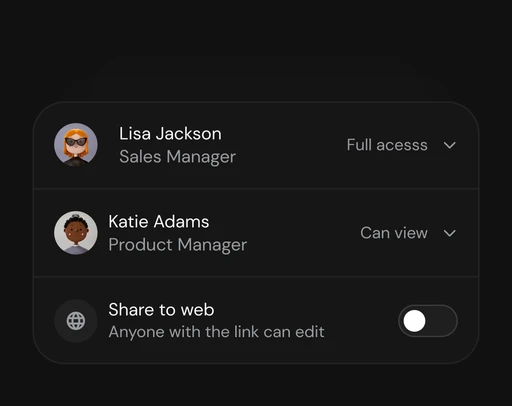 Lisa Jackson
Sales Manager
Full acesss
Katie Adams
Product Manager
Can view
Share to web
Anyone with the link can edit